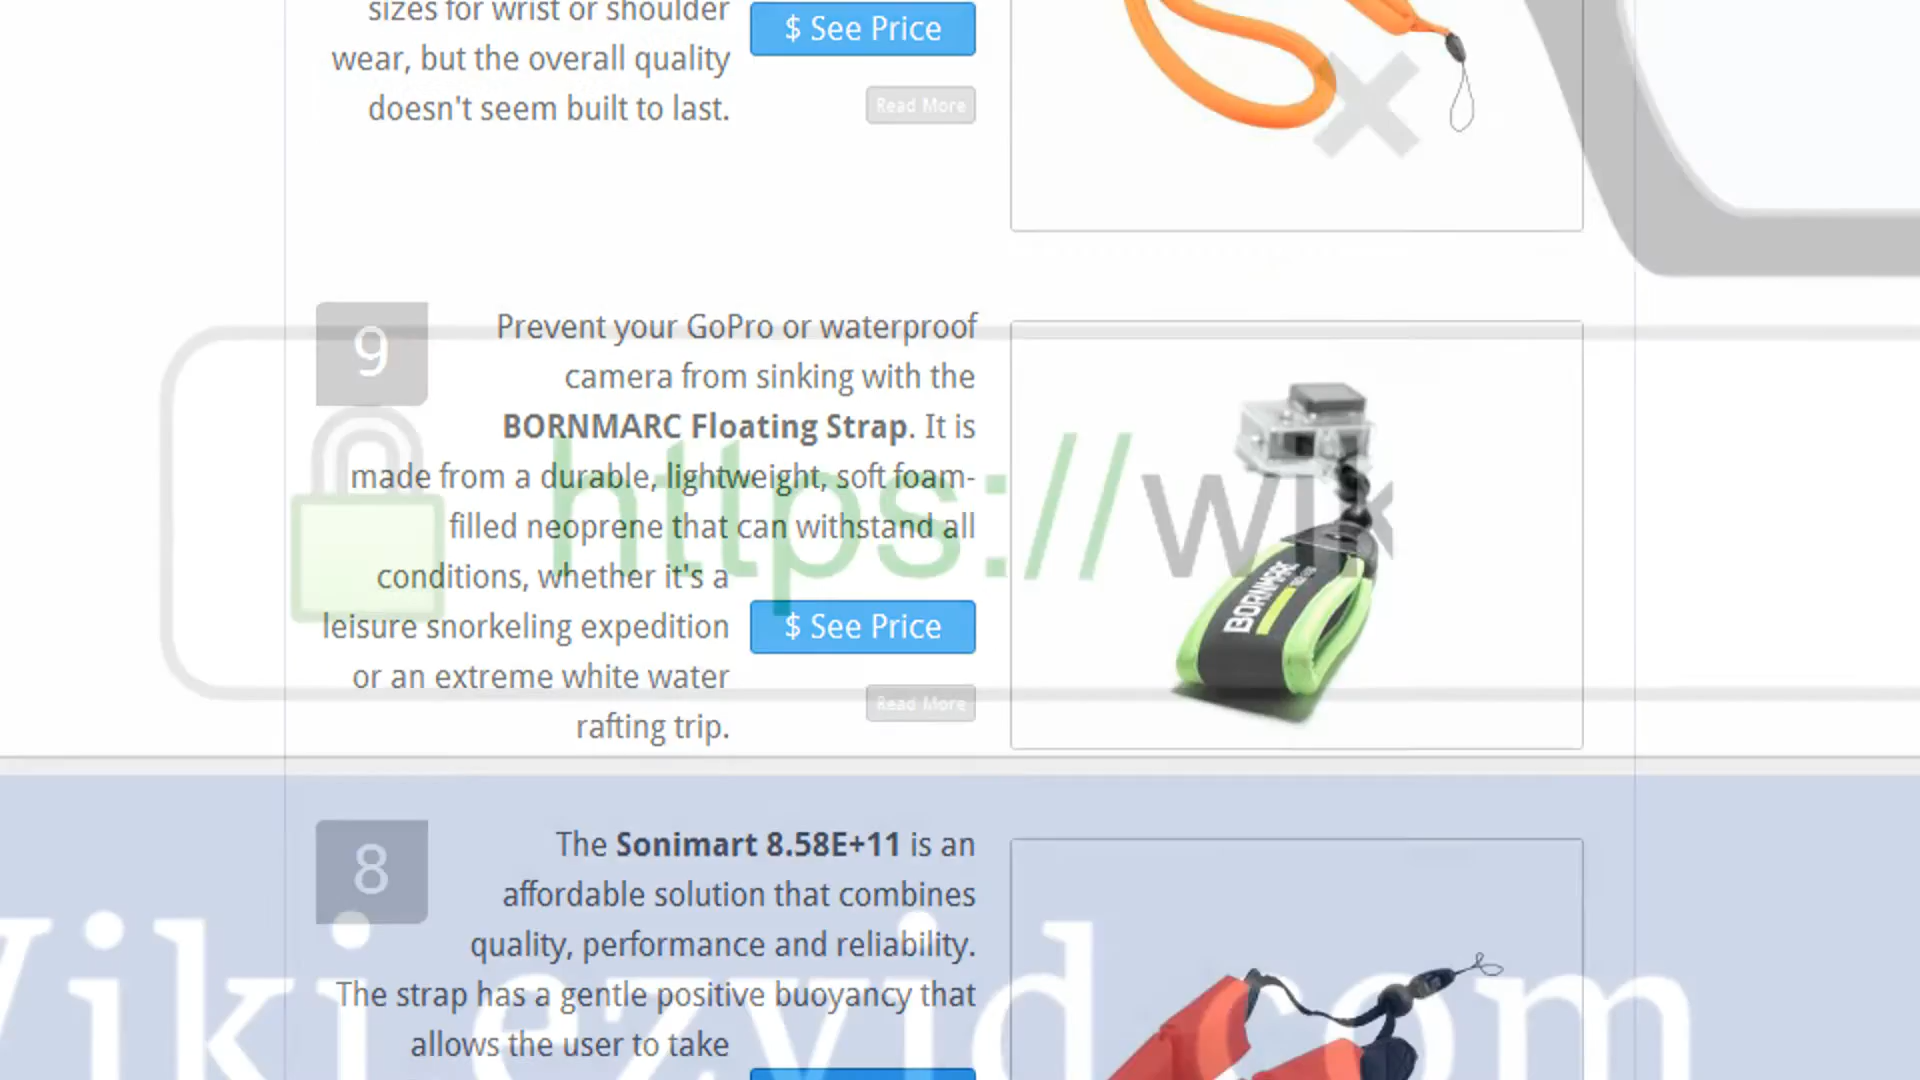 sizes for wrist or shoulder
wear, but the overall quality
doesn't seem built to last.
$ See Price
Read More
9
Prevent your GoPro or waterproof
camera from sinking with the
BORNMARC Floating Strap. It is
made from a durable, lightweight, soft foam-
filled neoprene that can withstand all
conditions, whether it's a
leisure snorkeling expedition
or an extreme white water
rafting trip.
$ See Price
Read More
BORNMARC
https://wik
8
The Sonimart 8.58E+11 is an
affordable solution that combines
quality, performance and reliability.
The strap has a gentle positive buoyancy that
allows the user to take
Wiki.ezvid.com